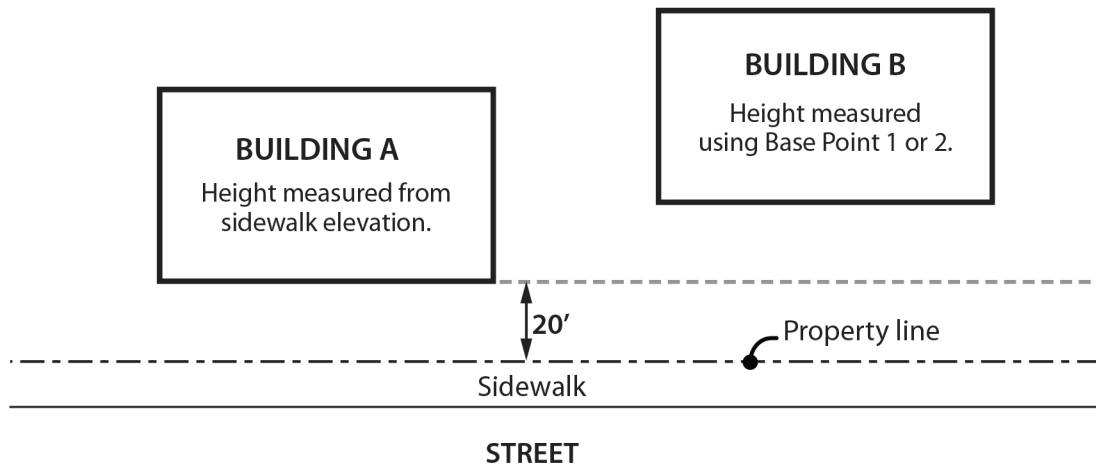 BUILDING B
Height measured
using Base Point 1 or 2.
BUILDING A
Height measured from
sidewalk elevation.
20’
Property line
Sidewalk
STREET